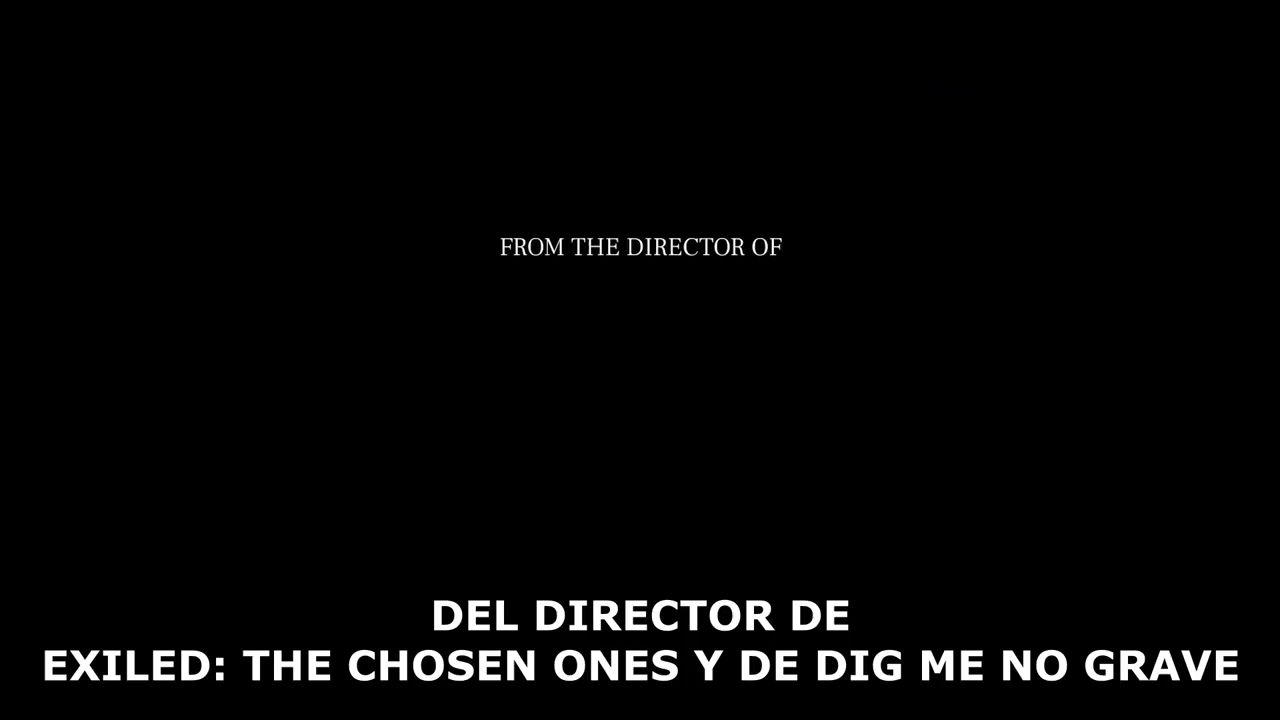 FROM THE DIRECTOR OF
DEL DIRECTOR DE
EXILED: THE CHOSEN ONES Y DE DIG ME NO GRAVE